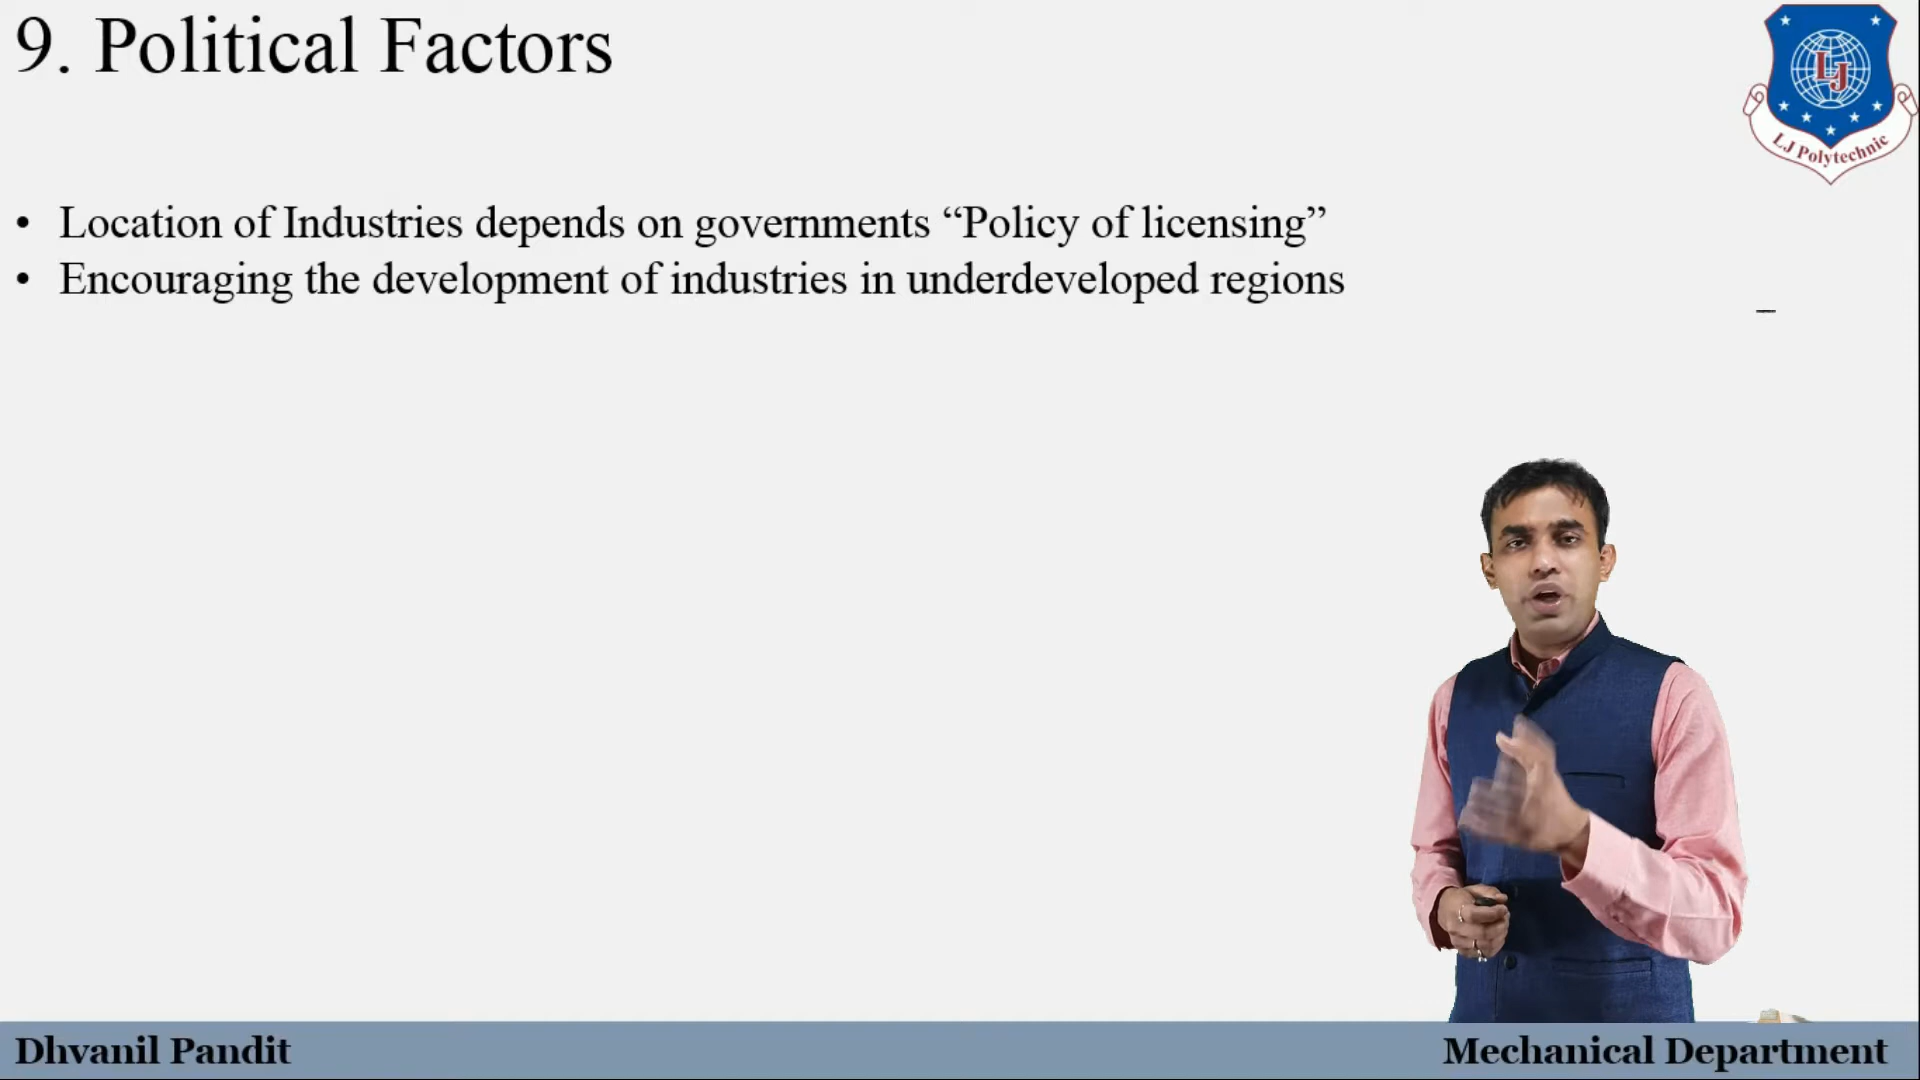 9. Political Factors
LJ
LJ Polytechnic
• Location of Industries depends on governments “Policy of licensing”
• Encouraging the development of industries in underdeveloped regions
Dhvanil Pandit
Mechanical Department